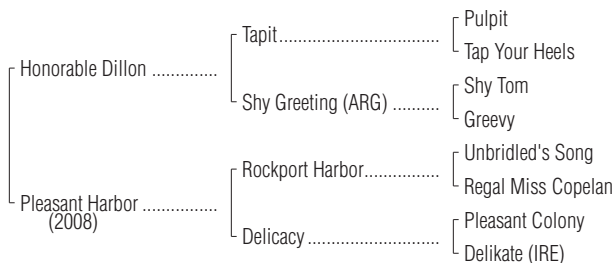 Pulpit
Tapit
Tap Your Heels
Honorable Dillon
Shy Tom
Shy Greeting (ARG)
Greevy
Unbridled's Song
Rockport Harbor
Regal Miss Copelan
Pleasant Harbor
(2008)
Pleasant Colony
Delicacy
Delikate (IRE)